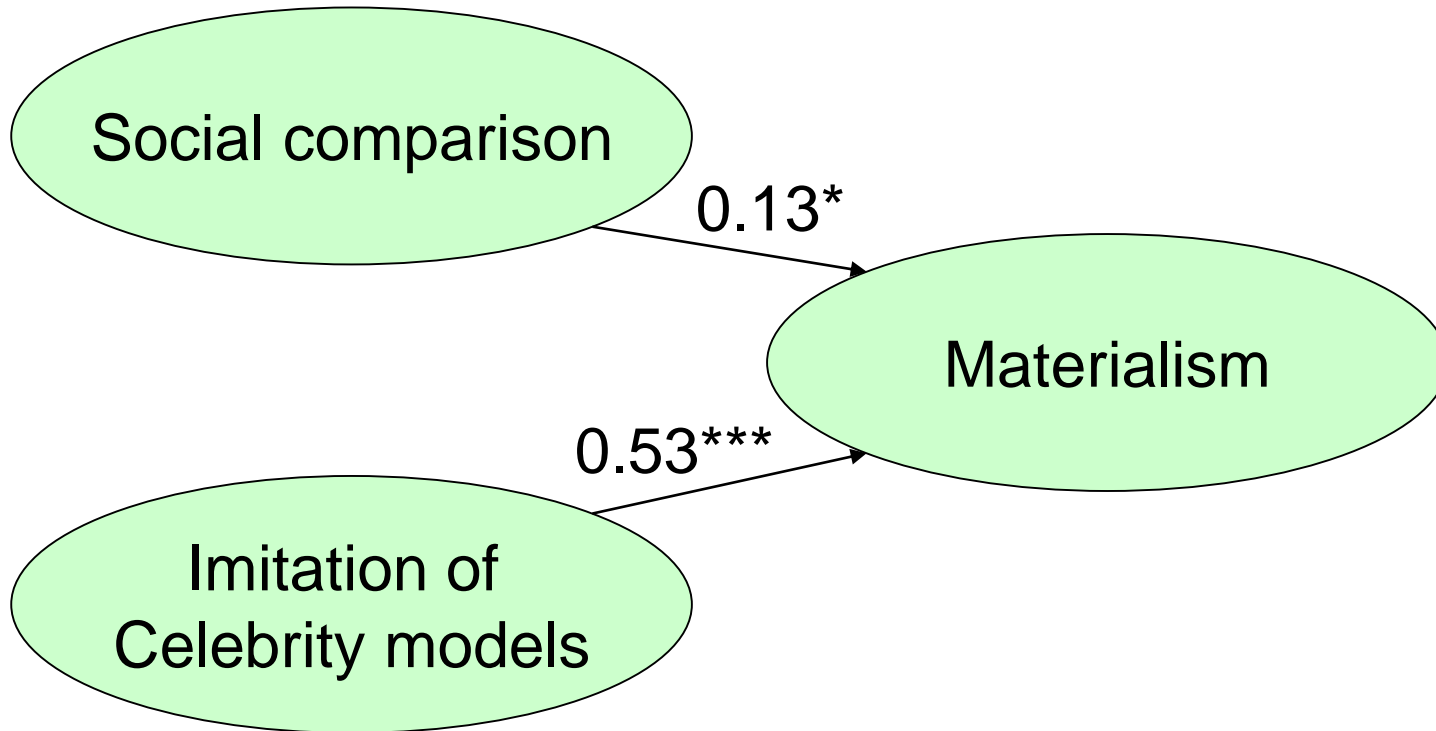 Social comparison
0.13*
Materialism
0.53***
Imitation of
Celebrity models